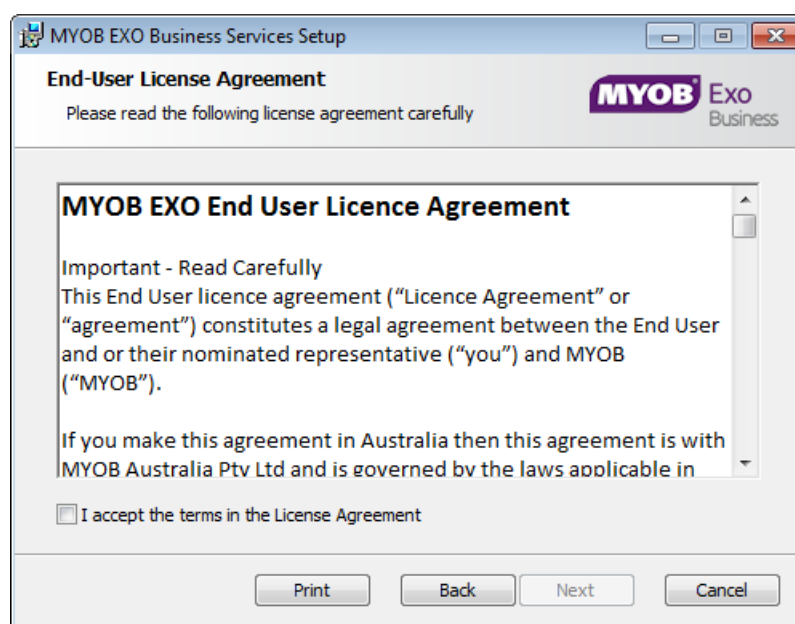 MYOB EXO Business Services Setup
End-User License Agreement
Please read the following license agreement carefully
MYOB Exo
Business
MYOB EXO End User Licence Agreement
Important - Read Carefully
This End User licence agreement (“Licence Agreement” or
“agreement”) constitutes a legal agreement between the End User
and or their nominated representative (“you”) and MYOB
(“MYOB”).
If you make this agreement in Australia then this agreement is with
MYOB Australia Pty Ltd and is governed by the laws applicable in
I accept the terms in the License Agreement
Print Back Next Cancel